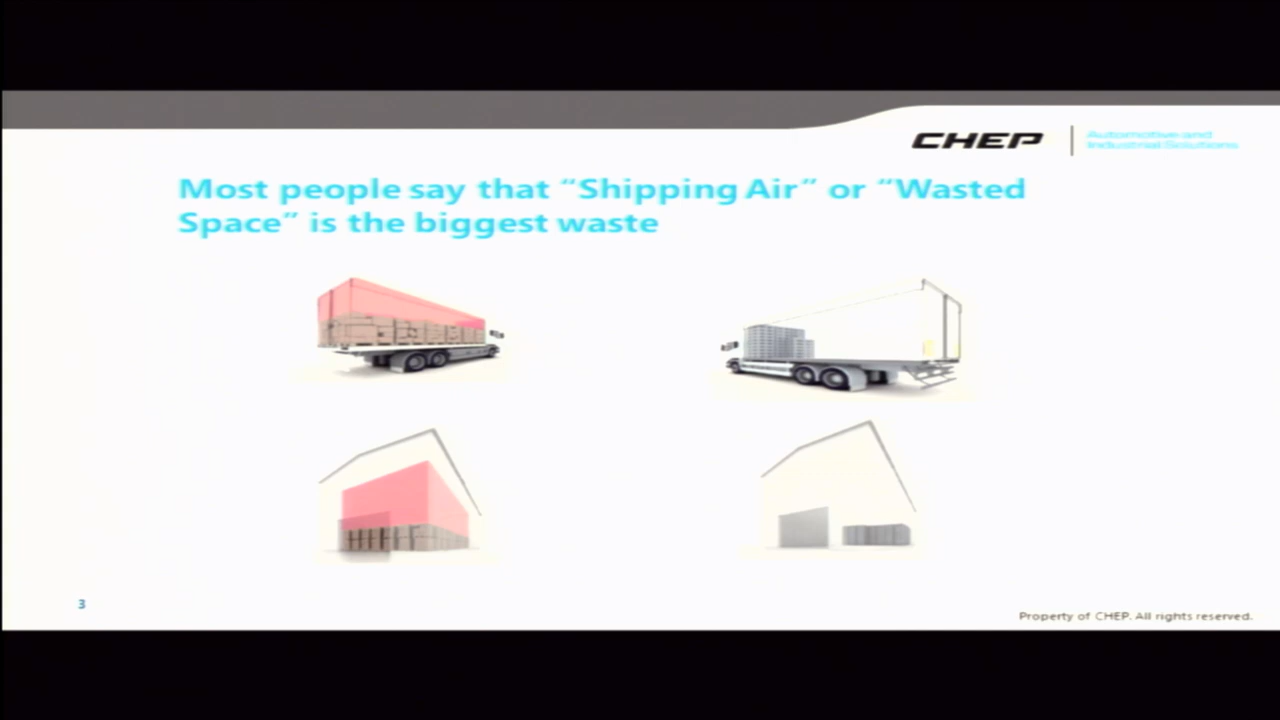 CHEP
Automotive and
Industrial Solutions
Most people say that “Shipping Air” or “Wasted
Space” is the biggest waste
3
Property of CHEP. All rights reserved.